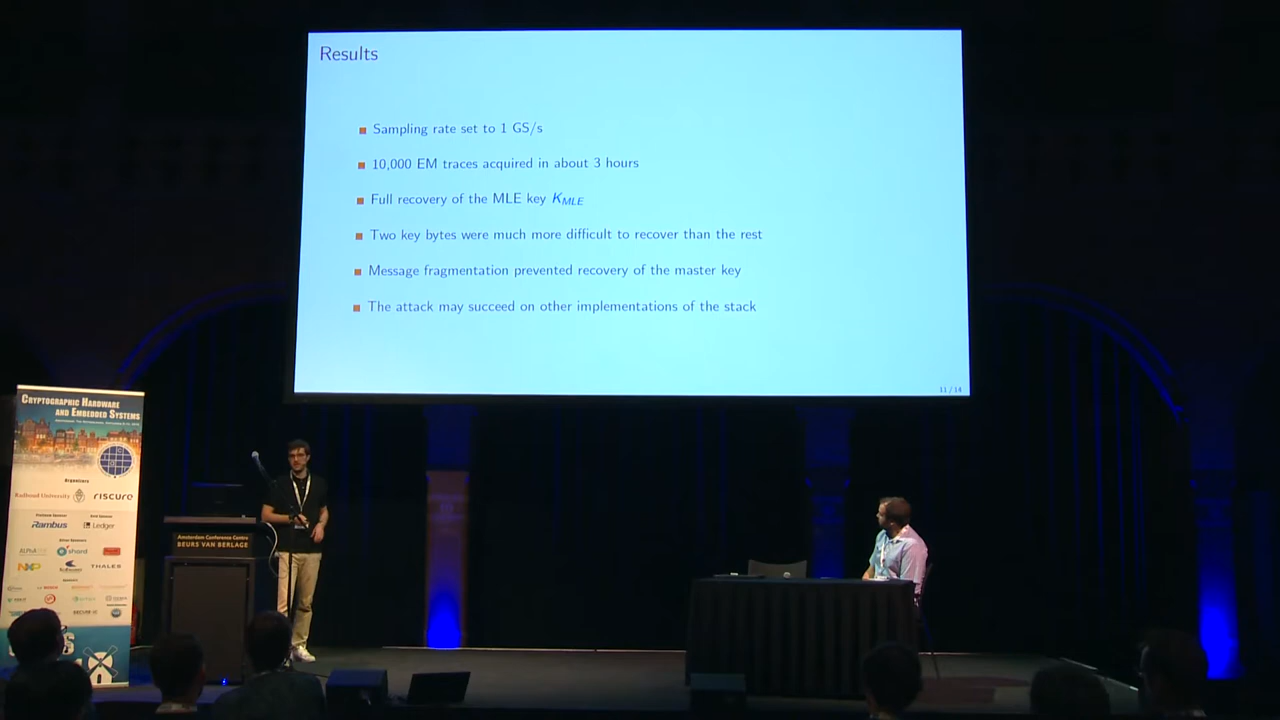 Results
Sampling rate set to 1 GS/s
10,000 EM traces acquired in about 3 hours
Full recovery of the MLE key K_MLE
Two key bytes were much more difficult to recover than the rest
Message fragmentation prevented recovery of the master key
The attack may succeed on other implementations of the stack
11 / 14
CRYPTOGRAPHIC HARDWARE
AND EMBEDDED SYSTEMS
Organizers
Radboud University
riscure
Rambus
Ledger
NXP
THALES
Amsterdam Conference Centre
BEURS VAN BERLAGE